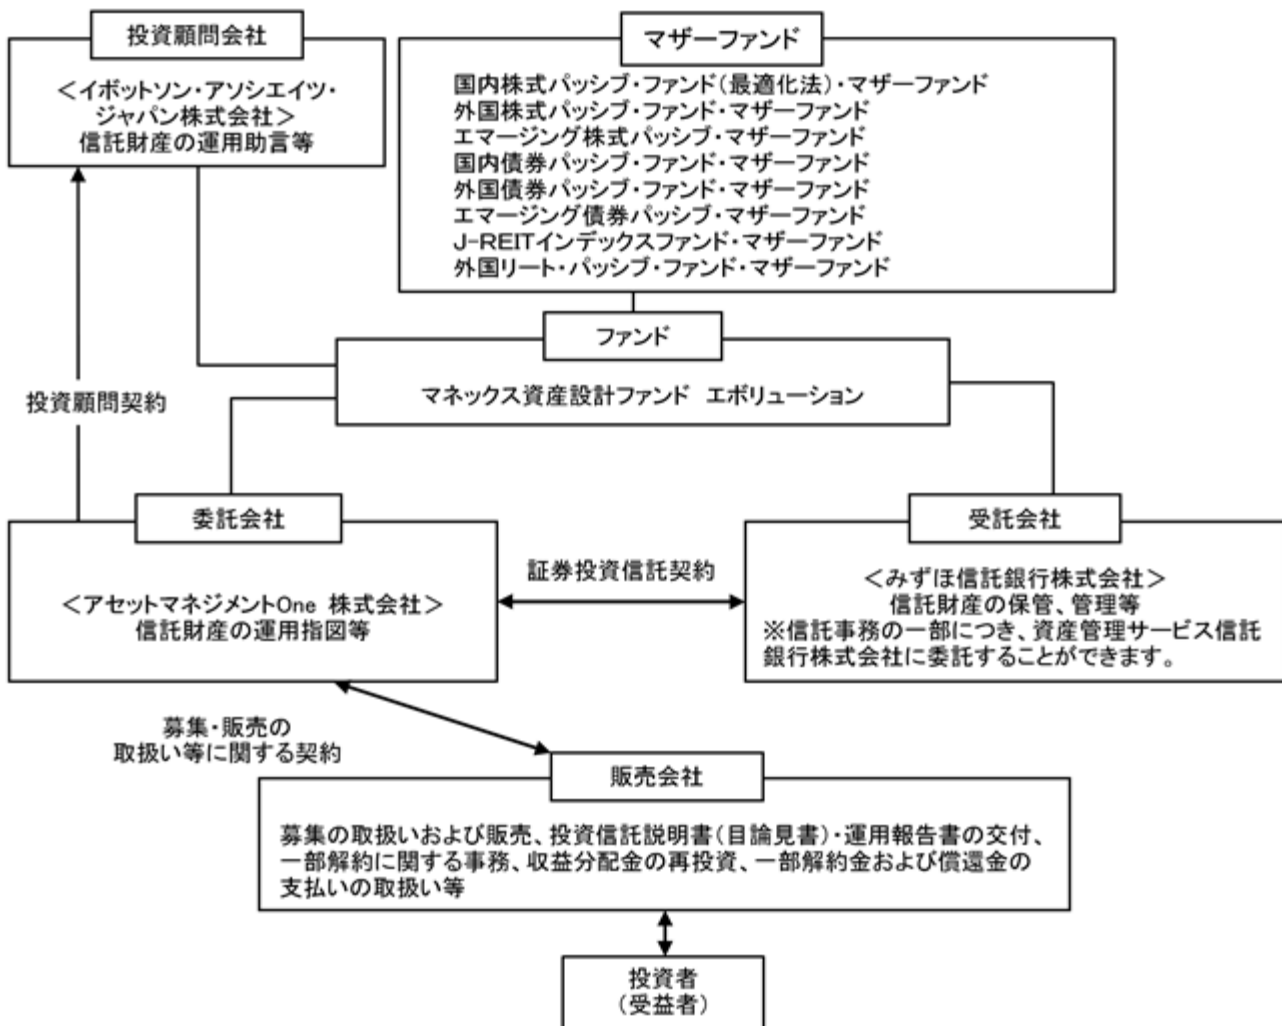 投資顧問会社
＜イボットソン・アソシエイツ・
ジャパン株式会社＞
信託財産の運用助言等
マザーファンド
国内株式パッシブ・ファンド(最適化法)・マザーファンド
外国株式パッシブ・ファンド・マザーファンド
エマージング株式パッシブ・マザーファンド
国内債券パッシブ・ファンド・マザーファンド
外国債券パッシブ・ファンド・マザーファンド
エマージング債券パッシブ・マザーファンド
J-REITインデックスファンド・マザーファンド
外国リート・パッシブ・ファンド・マザーファンド
ファンド
マネックス資産設計ファンド　エボリューション
投資顧問契約
委託会社
＜アセットマネジメントOne 株式会社＞
信託財産の運用指図等
証券投資信託契約
受託会社
＜みずほ信託銀行株式会社＞
信託財産の保管、管理等
※信託事務の一部につき、資産管理サービス信託
銀行株式会社に委託することができます。
募集・販売の
取扱い等に関する契約
販売会社
募集の取扱いおよび販売、投資信託説明書(目論見書)・運用報告書の交付、
一部解約に関する事務、収益分配金の再投資、一部解約金および償還金の
支払いの取扱い等
投資者
(受益者)